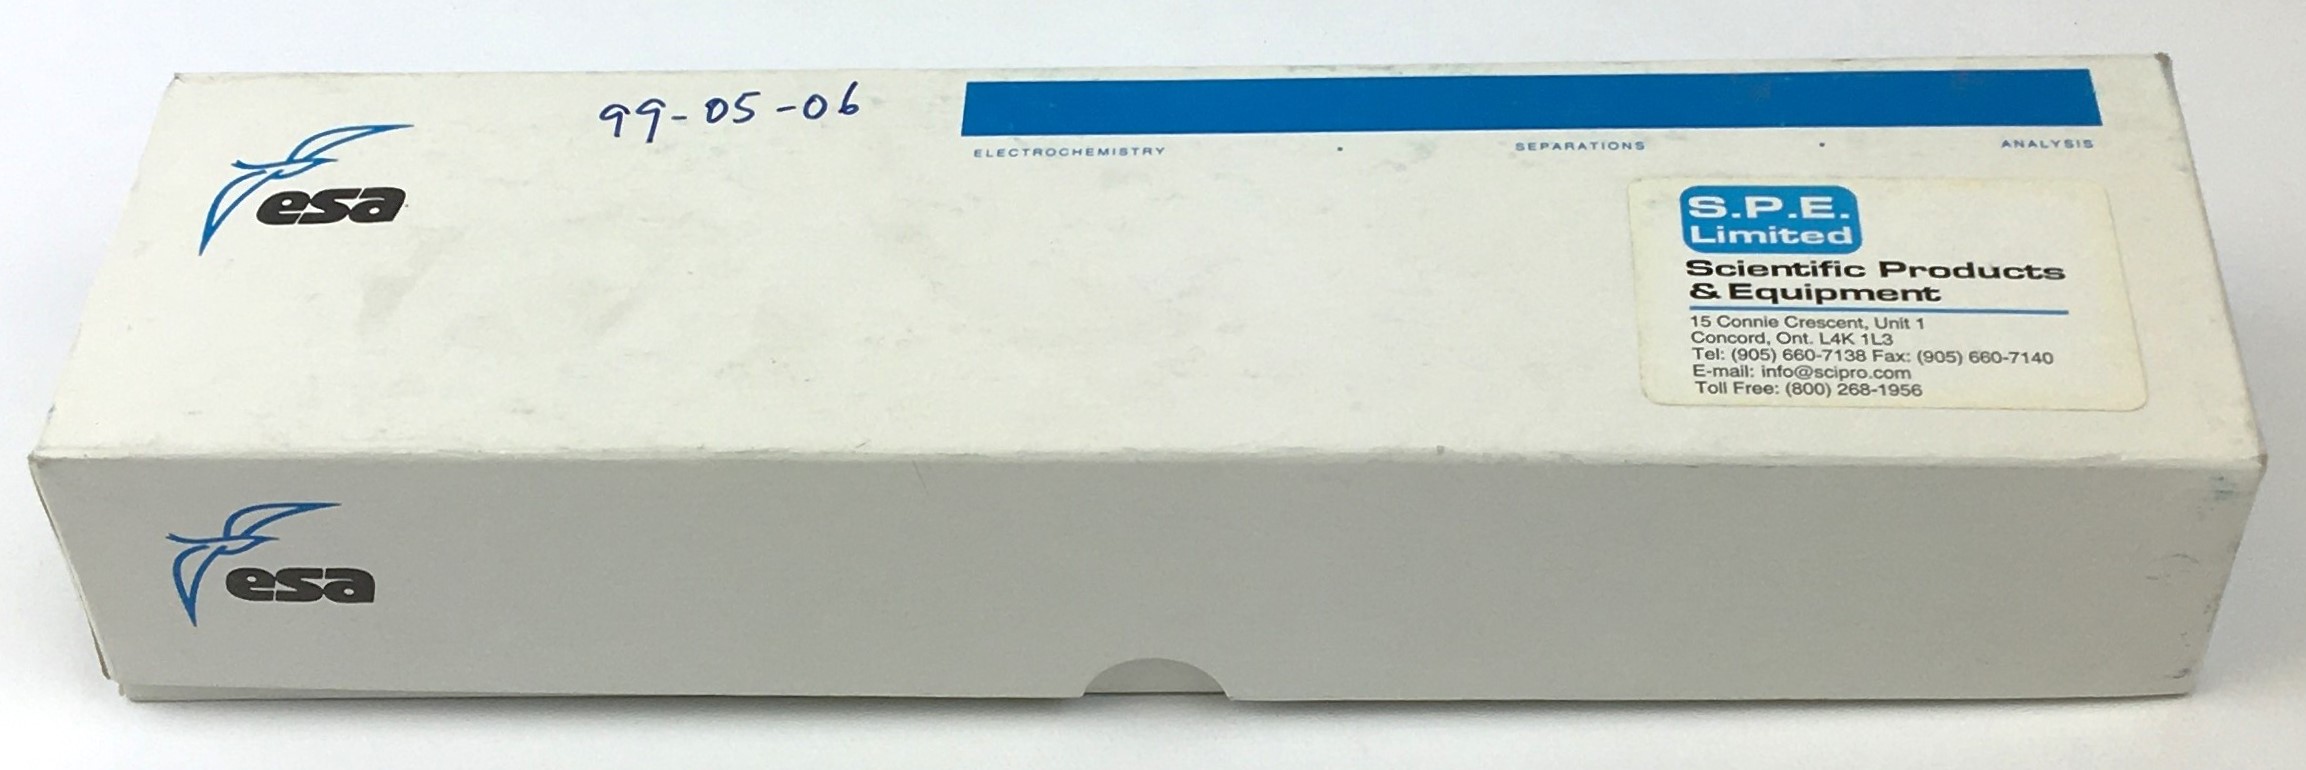 99-05-06
esa
ELECTROCHEMISTRY · SEPARATIONS · ANALYSIS
S.P.E.
Limited
Scientific Products
& Equipment
15 Connie Crescent, Unit 1
Concord, Ont. L4K 1L3
Tel: (905) 660-7138 Fax: (905) 660-7140
E-mail: info@scipro.com
Toll Free: (800) 268-1956
esa